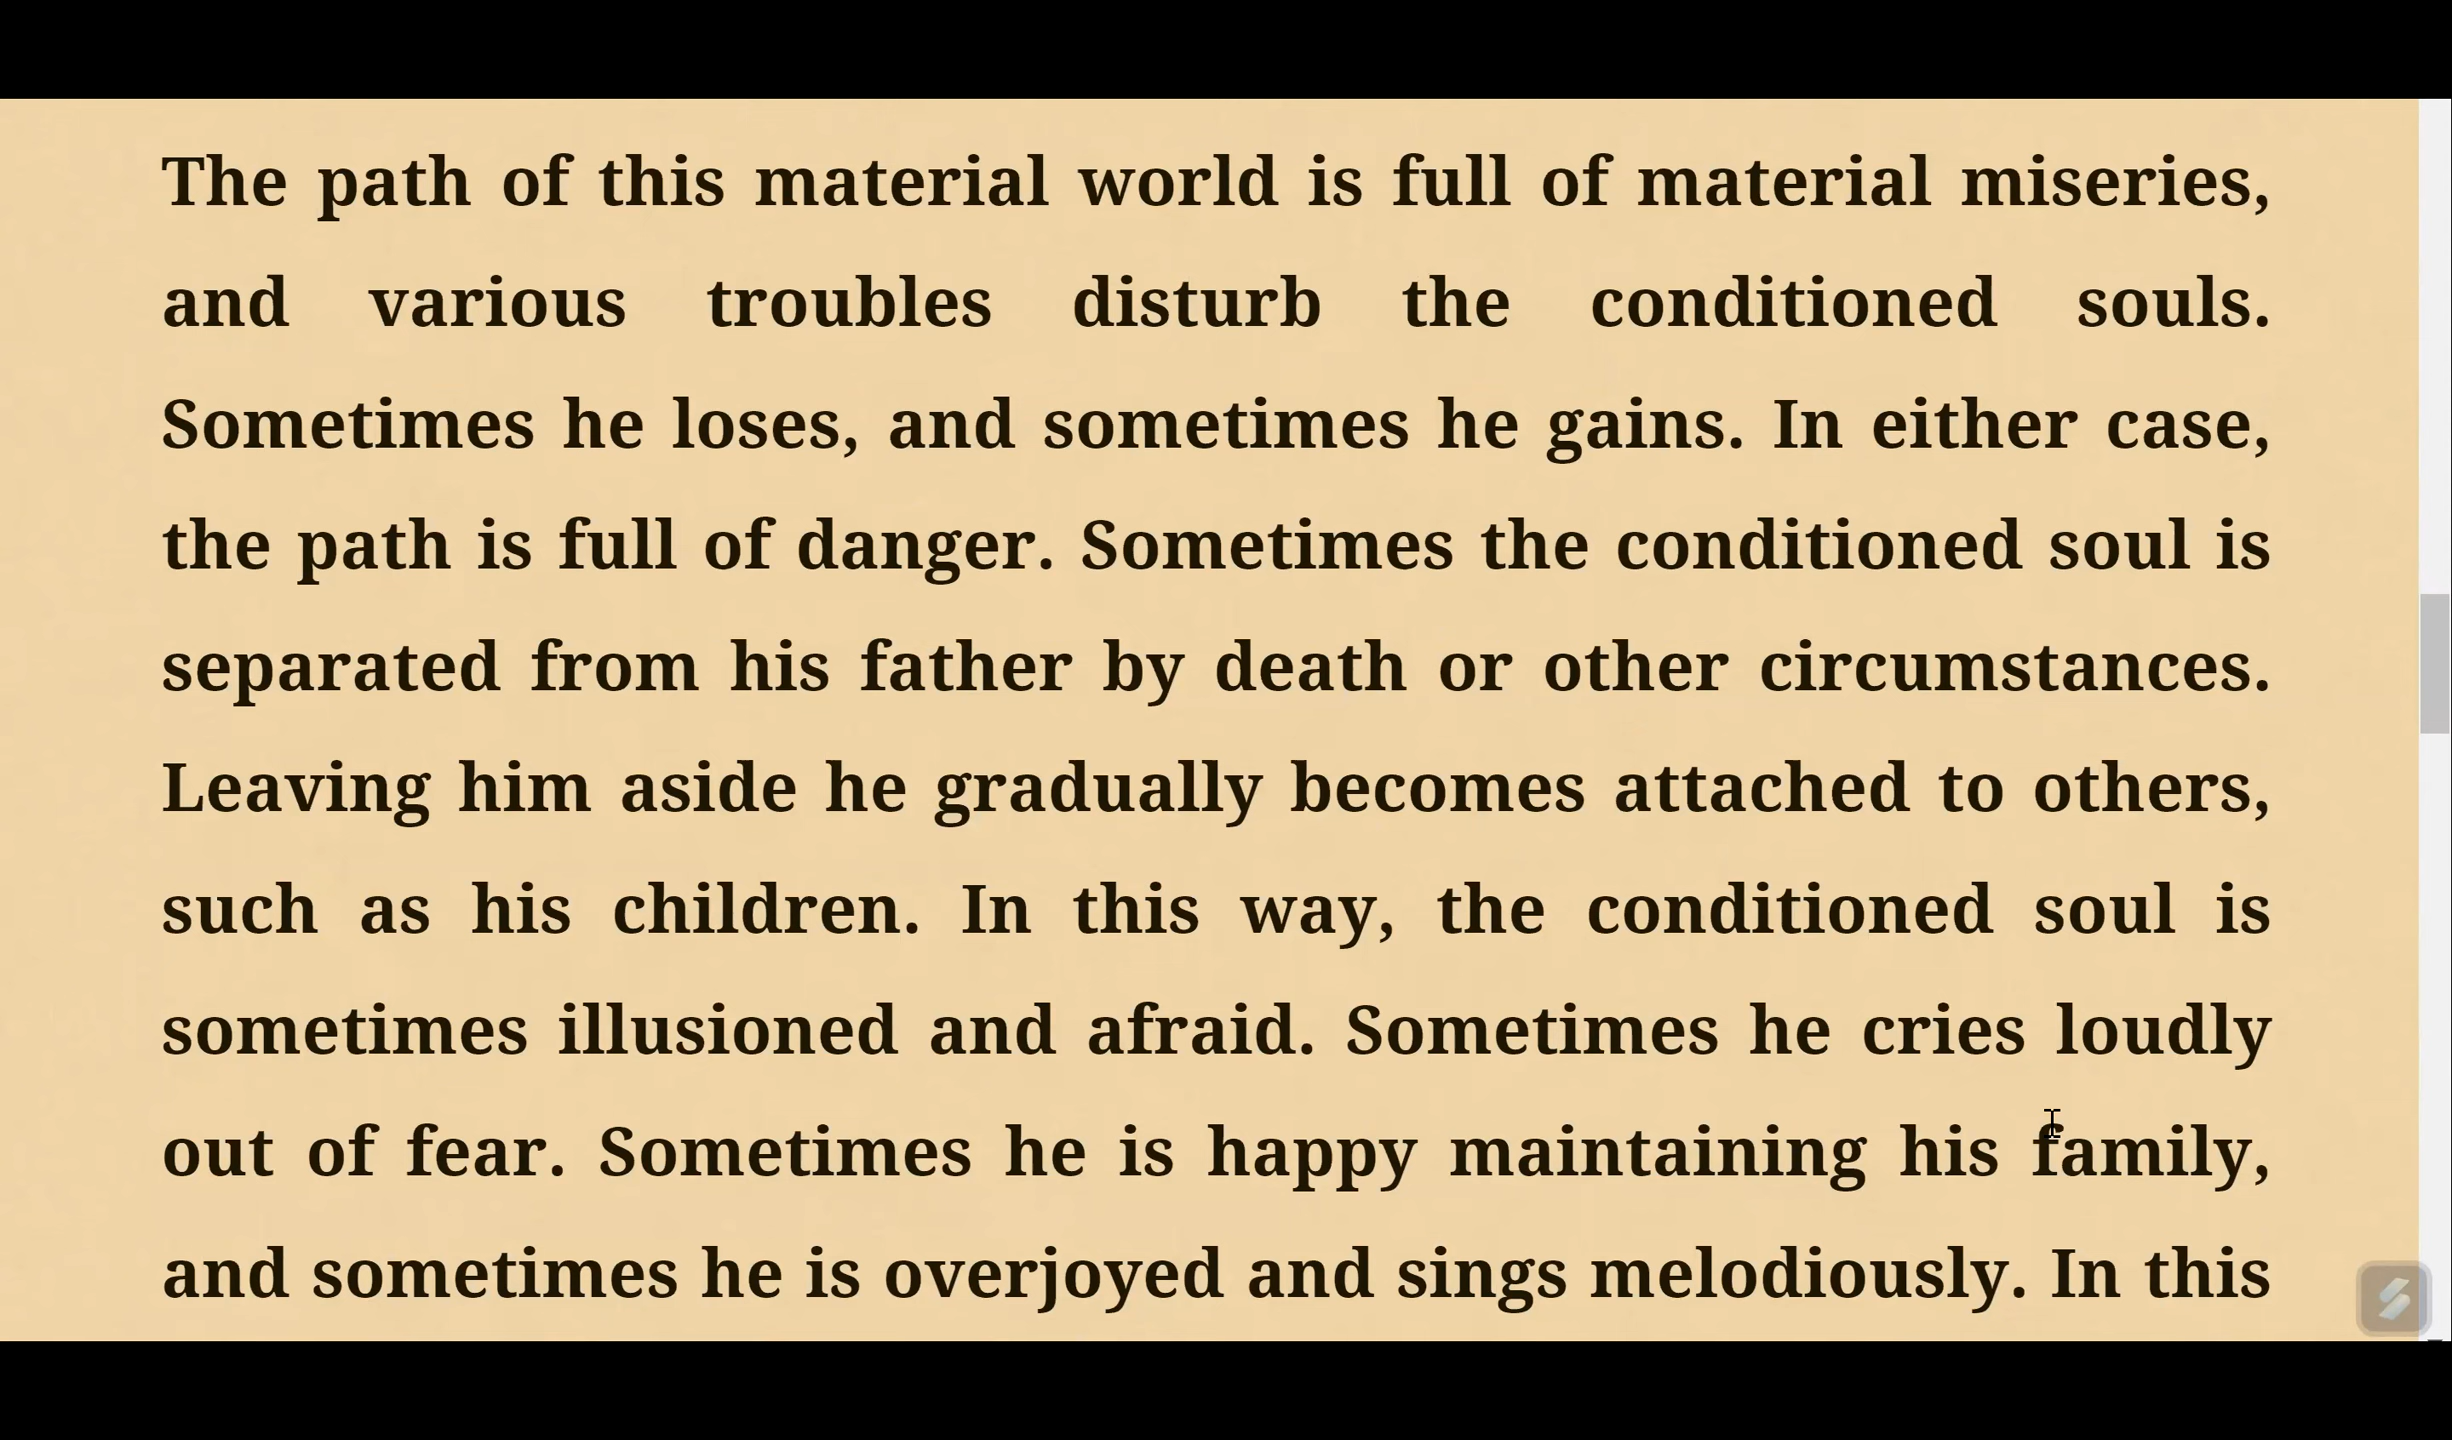 The path of this material world is full of material miseries,
and various troubles disturb the conditioned souls.
Sometimes he loses, and sometimes he gains. In either case,
the path is full of danger. Sometimes the conditioned soul is
separated from his father by death or other circumstances.
Leaving him aside he gradually becomes attached to others,
such as his children. In this way, the conditioned soul is
sometimes illusioned and afraid. Sometimes he cries loudly
out of fear. Sometimes he is happy maintaining his family,
and sometimes he is overjoyed and sings melodiously. In this